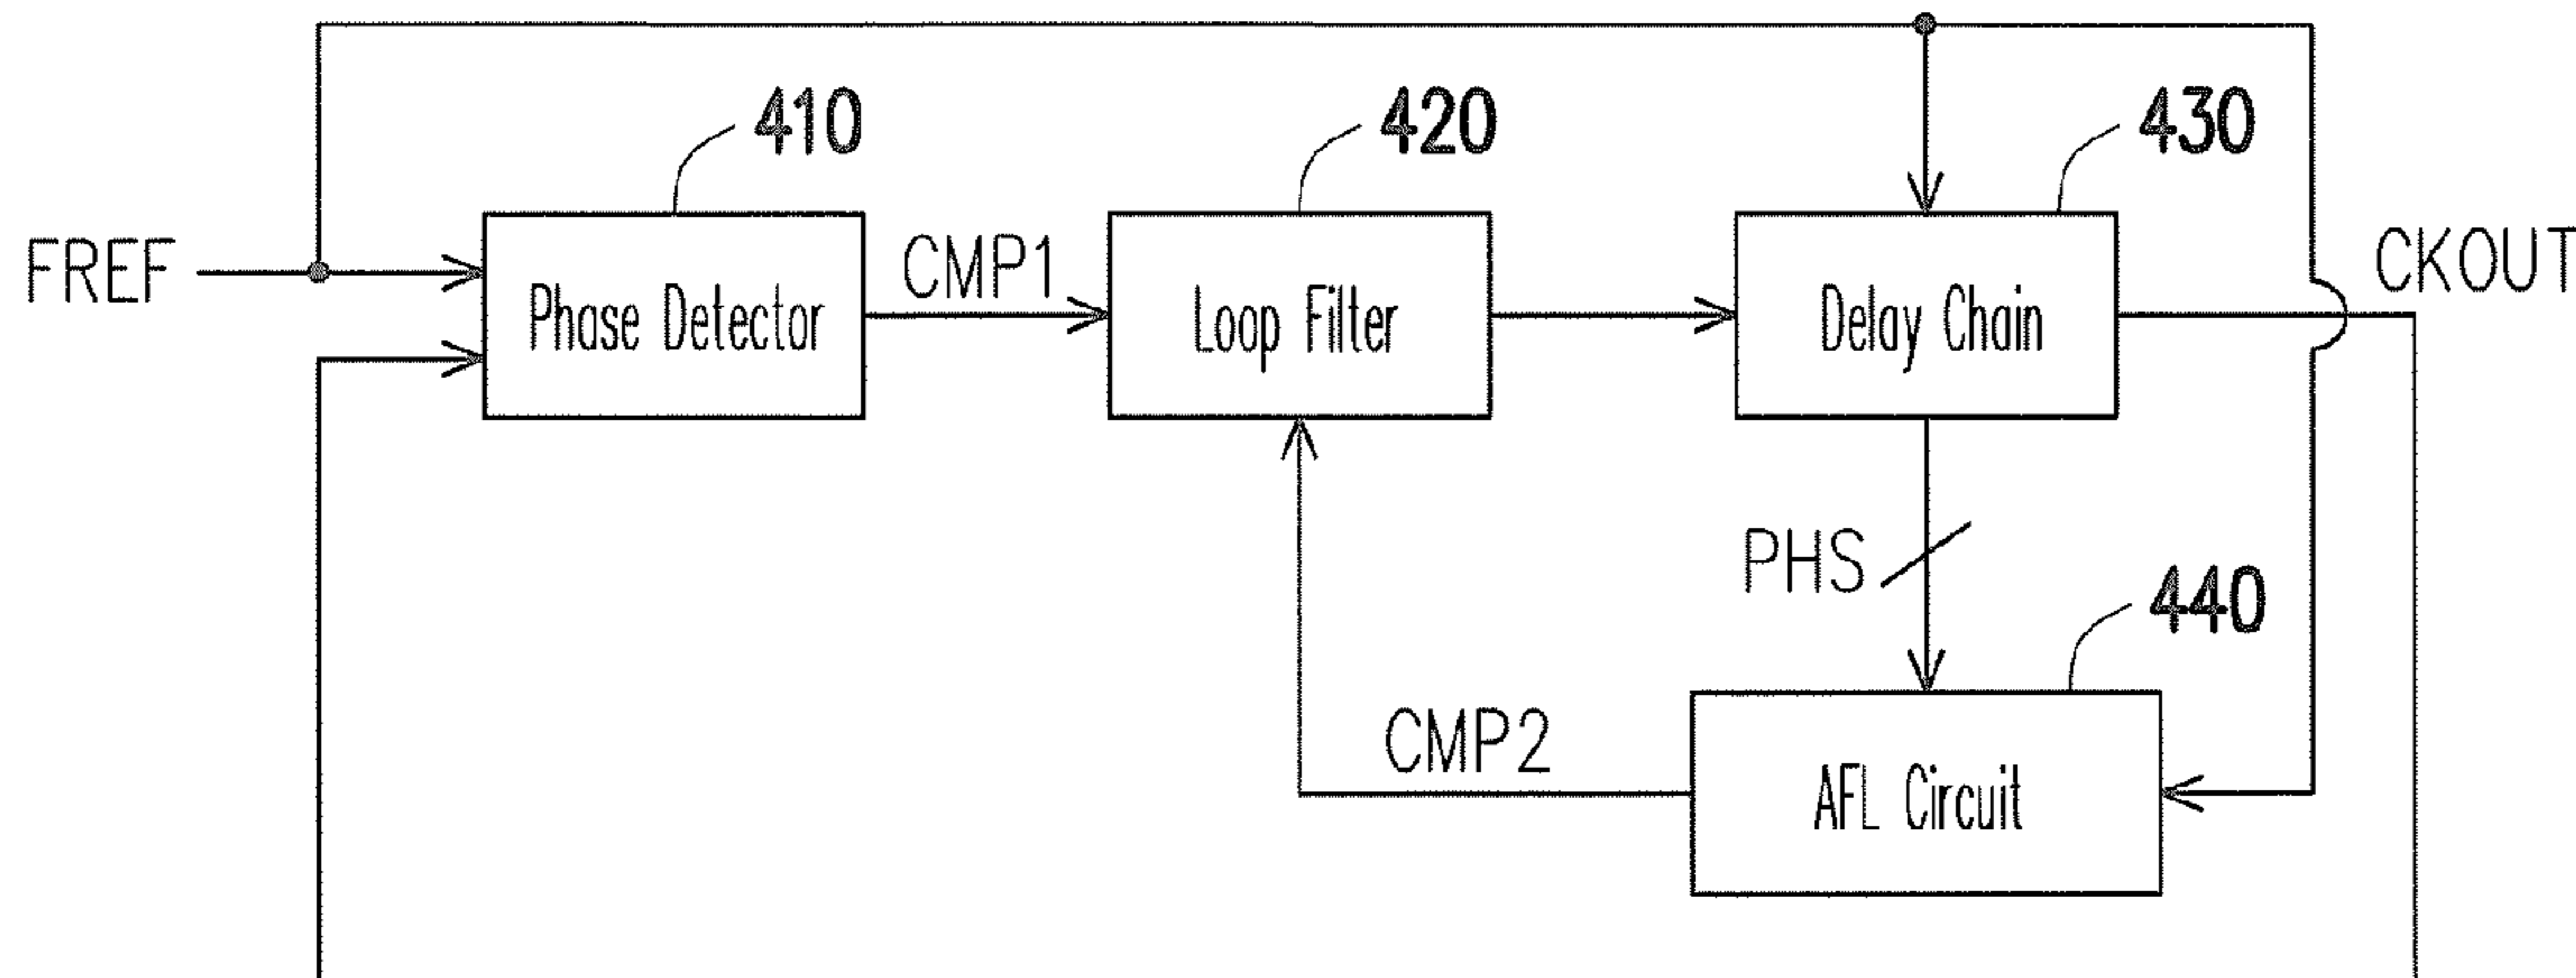 410
420
430
FREF
CMP1
CKOUT
Phase Detector
Loop Filter
Delay Chain
PHS
440
CMP2
AFL Circuit